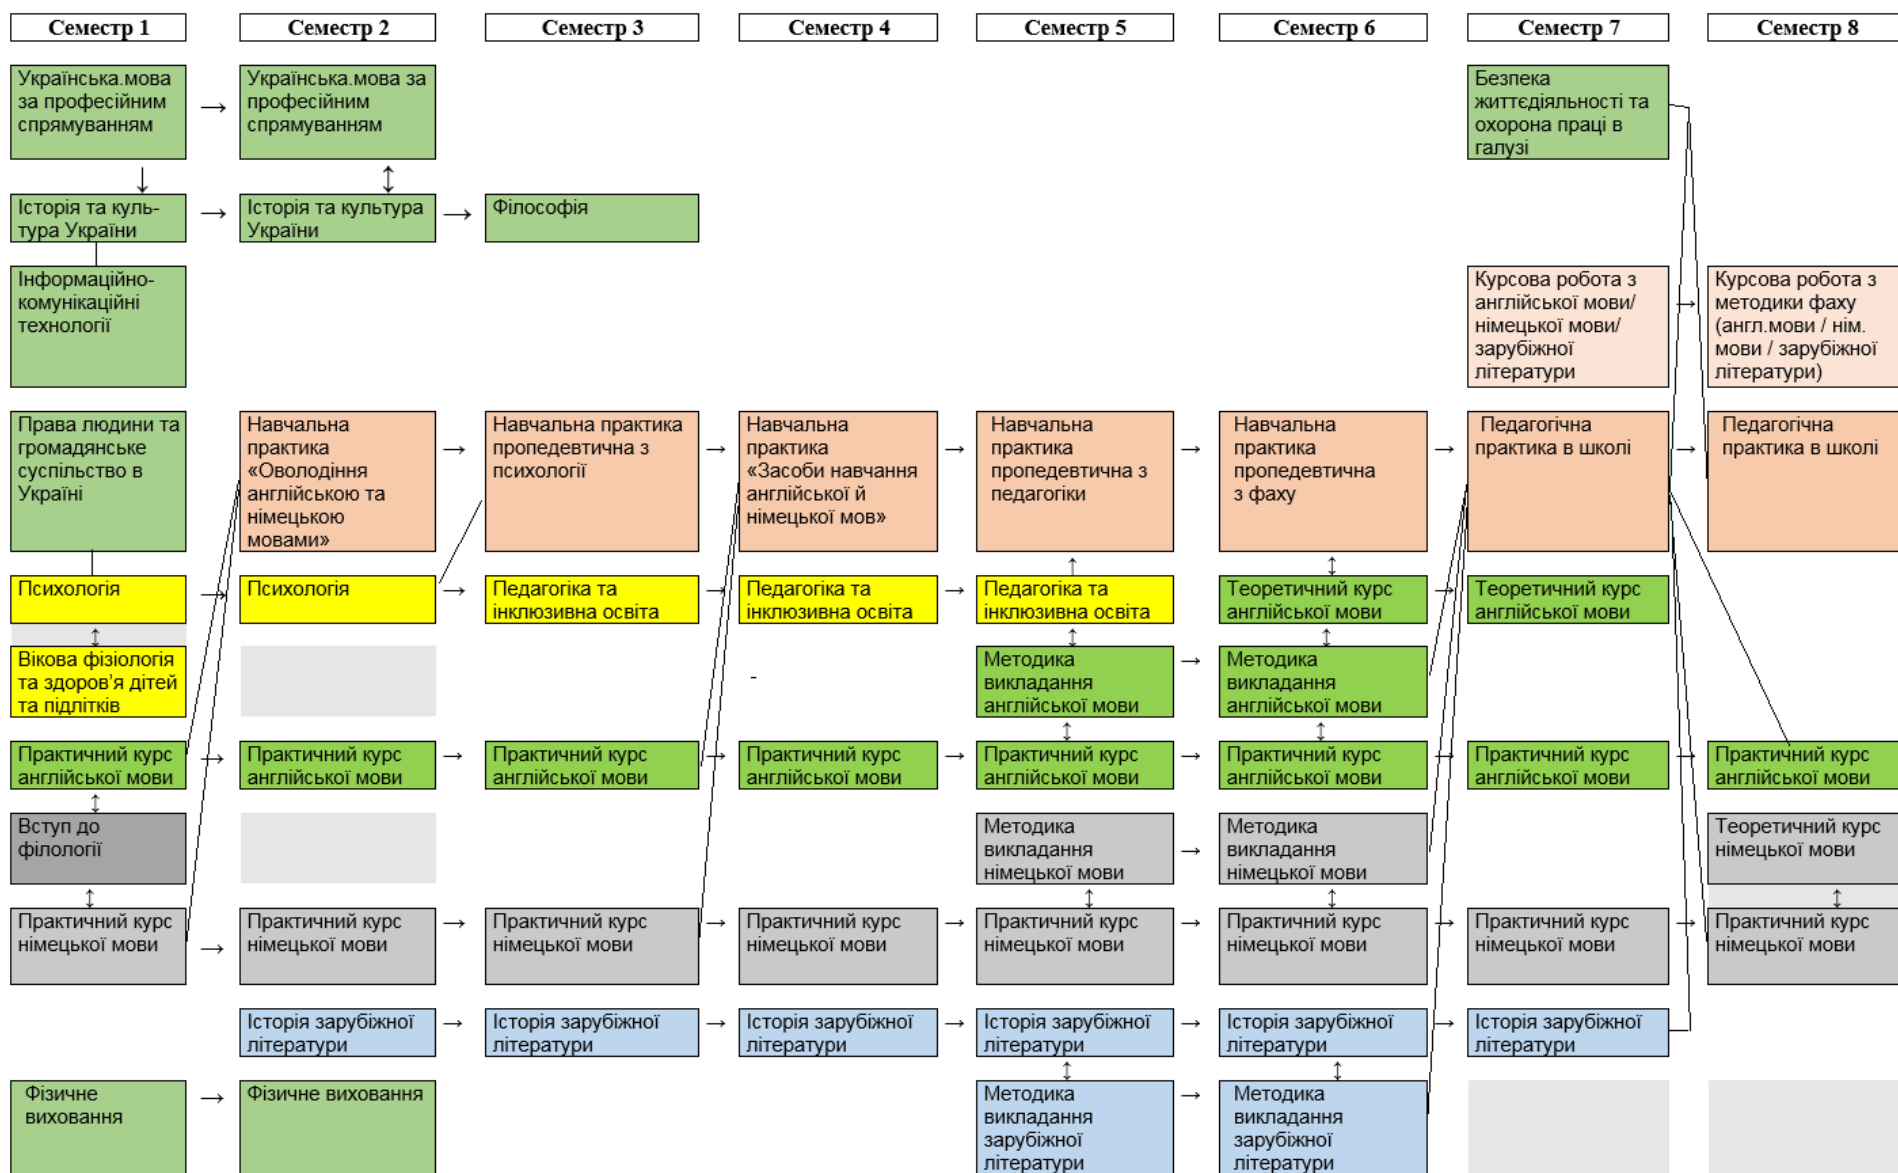 Семестр 1
Семестр 2
Семестр 3
Семестр 4
Семестр 5
Семестр 6
Семестр 7
Семестр 8
Українська.мова
за професійним
спрямуванням
→
Українська.мова за
професійним
спрямуванням
Безпека
життєдіяльності та
охорона праці в
галузі
↓
↕
Історія та куль-
тура України
→
Історія та культура
України
→
Філософія
Інформаційно-
комунікаційні
технології
Курсова робота з
англійської мови/
німецької мови/
зарубіжної
літератури
→
Курсова робота з
методики фаху
(англ.мови / нім.
мови / зарубіжної
літератури)
Права людини та
громадянське
суспільство в
Україні
Навчальна
практика
«Оволодіння
англійською та
німецькою
мовами»
→
Навчальна практика
пропедевтична з
психології
→
Навчальна
практика
«Засоби навчання
англійської й
німецької мов»
→
Навчальна
практика
пропедевтична з
педагогіки
→
Навчальна
практика
пропедевтична
з фаху
→
Педагогічна
практика в школі
→
Педагогічна
практика в школі
↑
↕
Психологія
→
Психологія
→
Педагогіка та
інклюзивна освіта
→
Педагогіка та
інклюзивна освіта
→
Педагогіка та
інклюзивна освіта
Теоретичний курс
англійської мови
→
Теоретичний курс
англійської мови
↕
↕
↕
Вікова фізіологія
та здоров’я дітей
та підлітків
-
Методика
викладання
англійської мови
→
Методика
викладання
англійської мови
↕
↕
Практичний курс
англійської мови
→
Практичний курс
англійської мови
→
Практичний курс
англійської мови
→
Практичний курс
англійської мови
→
Практичний курс
англійської мови
→
Практичний курс
англійської мови
→
Практичний курс
англійської мови
→
Практичний курс
англійської мови
↕
Вступ до
філології
Методика
викладання
німецької мови
→
Методика
викладання
німецької мови
Теоретичний курс
німецької мови
↕
↕
↕
↕
Практичний курс
німецької мови
→
Практичний курс
німецької мови
→
Практичний курс
німецької мови
→
Практичний курс
німецької мови
→
Практичний курс
німецької мови
→
Практичний курс
німецької мови
→
Практичний курс
німецької мови
→
Практичний курс
німецької мови
Історія зарубіжної
літератури
→
Історія зарубіжної
літератури
→
Історія зарубіжної
літератури
→
Історія зарубіжної
літератури
→
Історія зарубіжної
літератури
→
Історія зарубіжної
літератури
↕
↕
Фізичне
виховання
→
Фізичне виховання
Методика
викладання
зарубіжної
літератури
→
Методика
викладання
зарубіжної
літератури